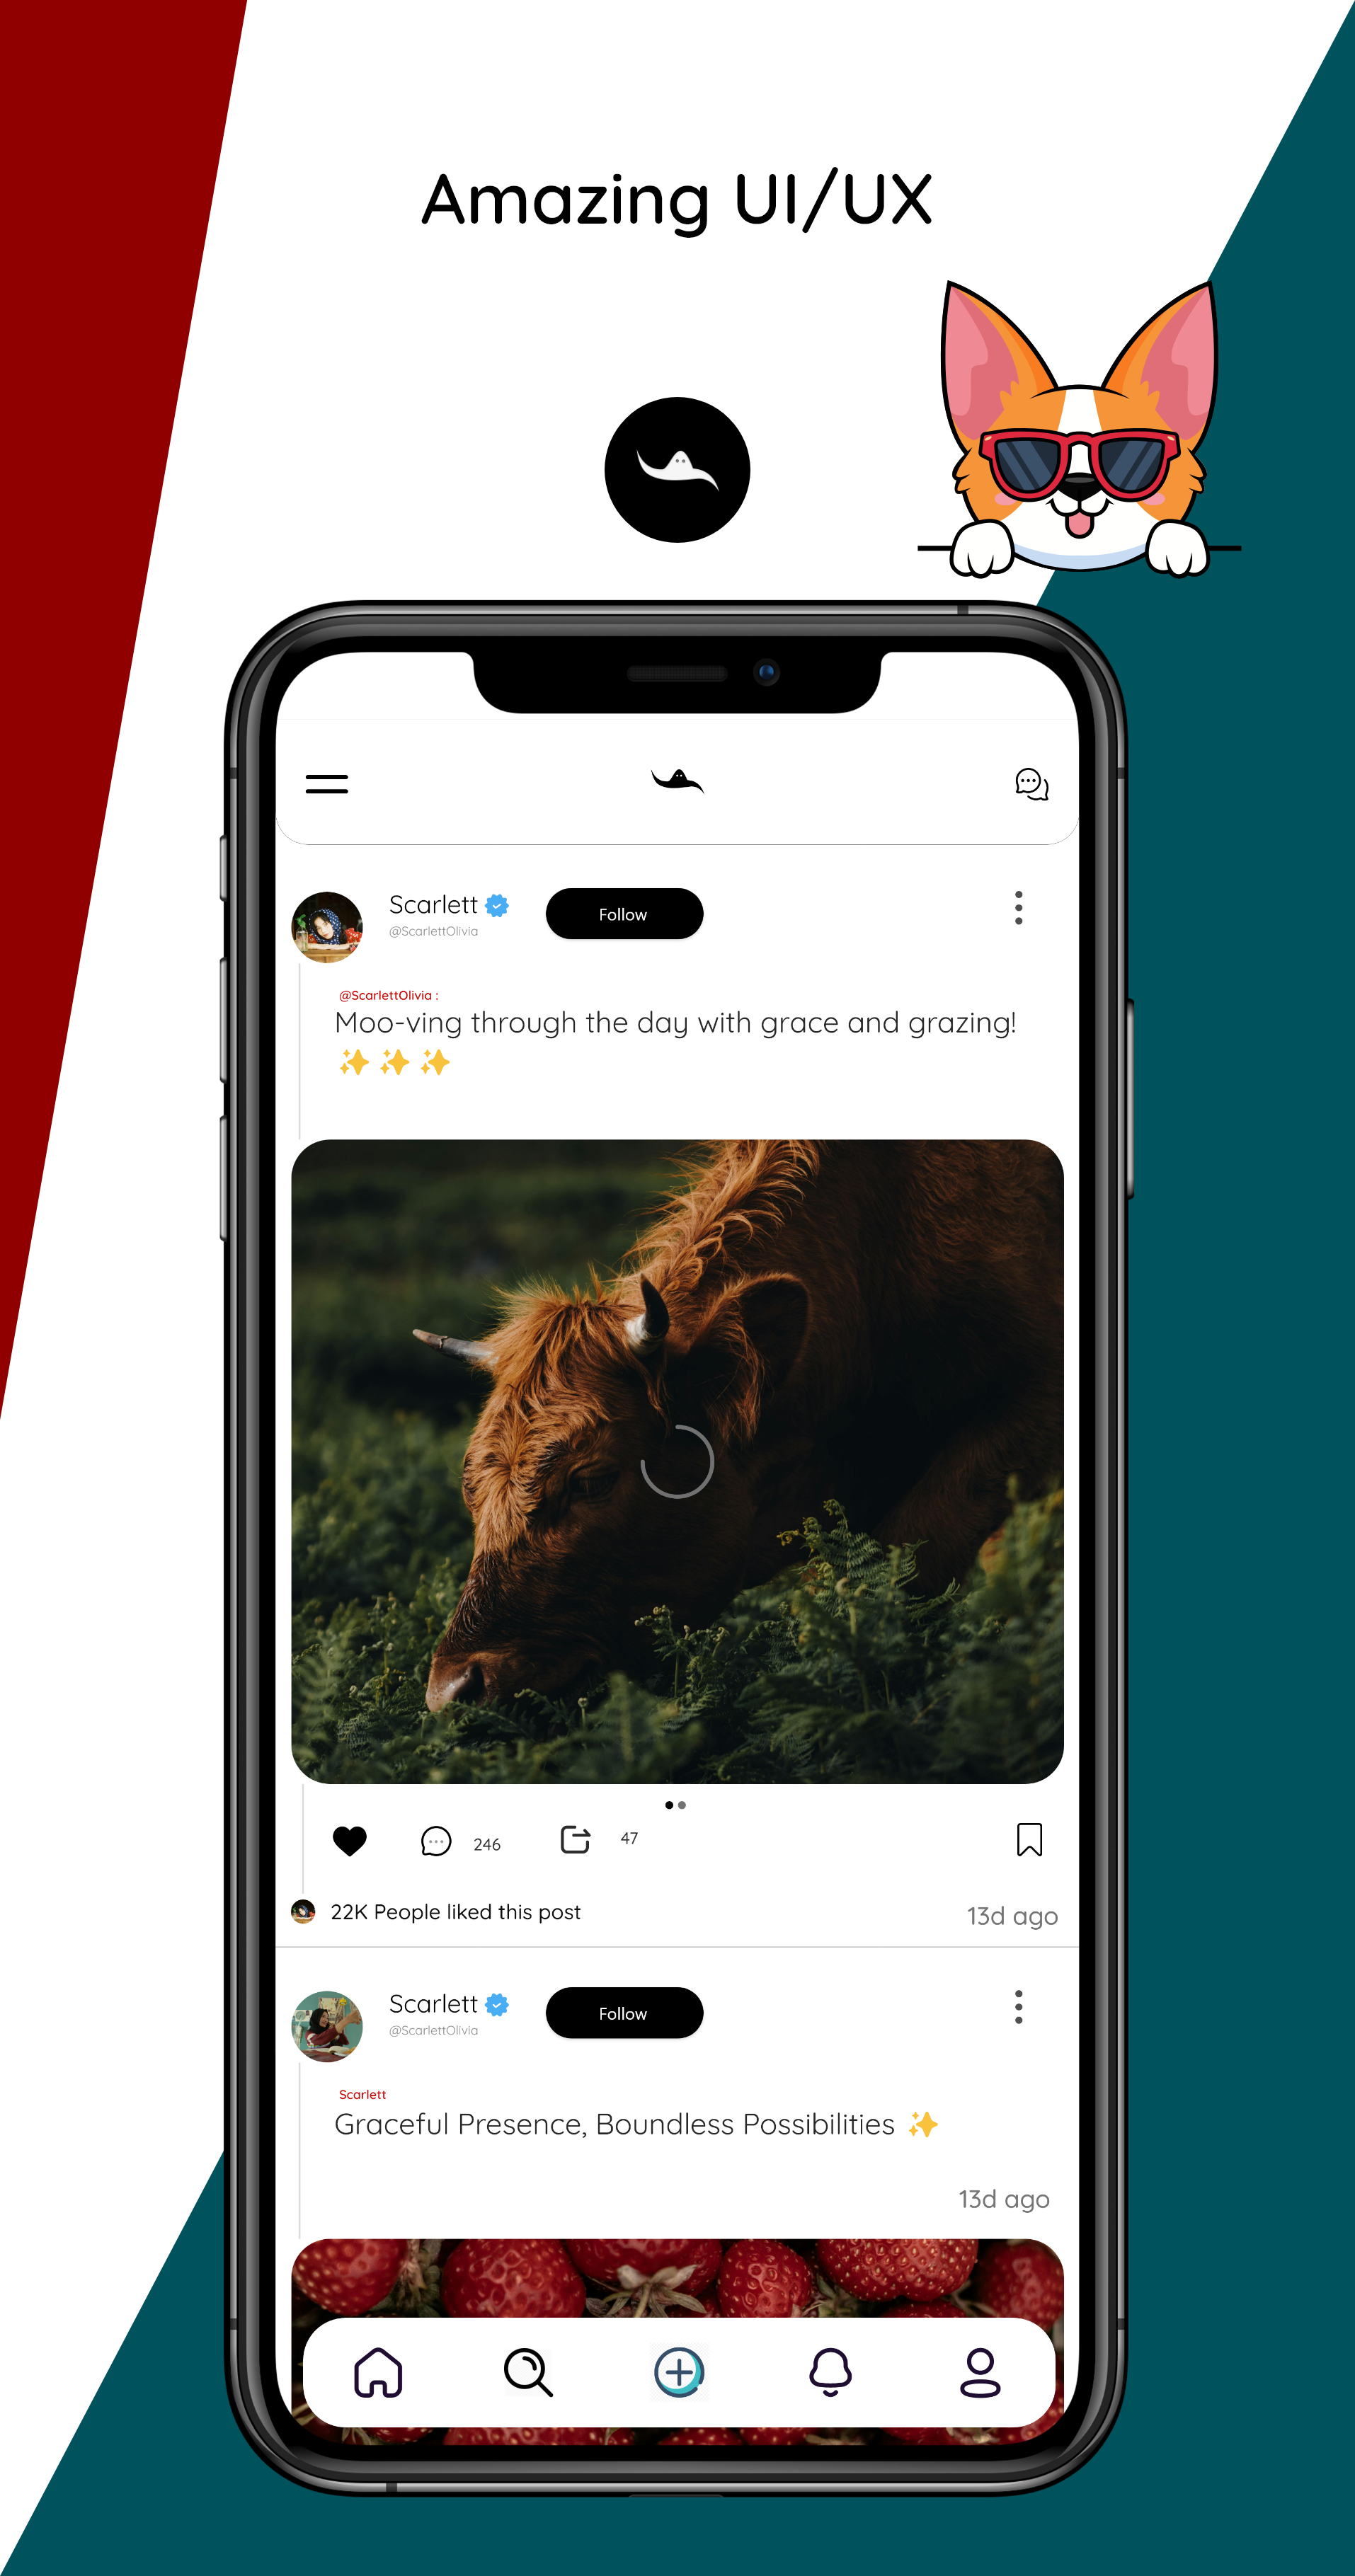 Amazing UI/UX
Scarlett
Follow
@ScarlettOlivia
@ScarlettOlivia :
Moo-ving through the day with grace and grazing!
✨ ✨ ✨
246
47
22K People liked this post
13d ago
Scarlett
Follow
@ScarlettOlivia
Scarlett
Graceful Presence, Boundless Possibilities ✨
13d ago